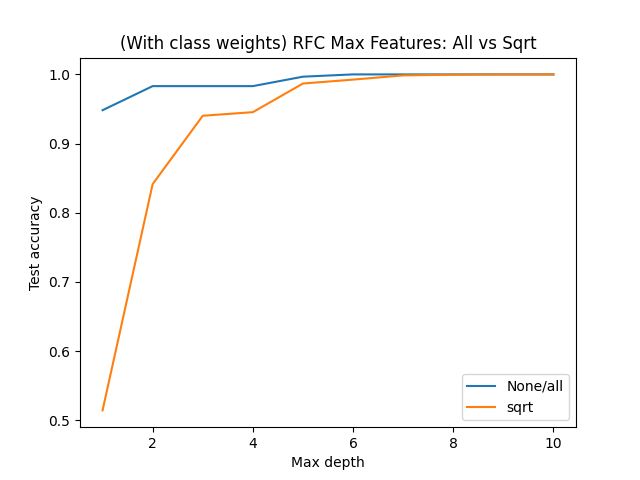 (With class weights) RFC Max Features: All vs Sqrt
1.0
0.9
0.8
0.7
0.6
0.5
Test accuracy
None/all
sqrt
2 4 6 8 10
Max depth